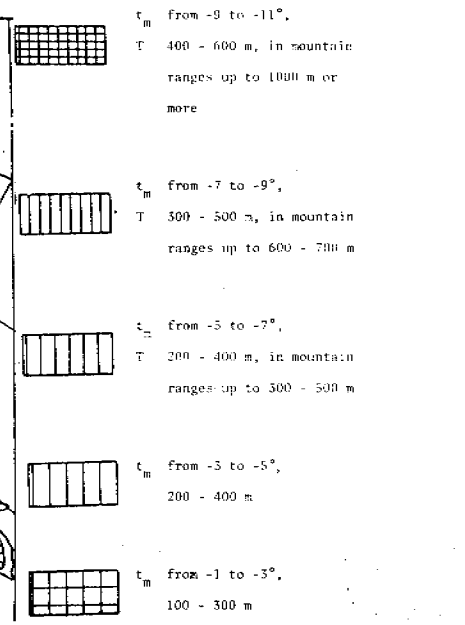 t_m from -9 to -11°,
T 400 - 600 m, in mountain
ranges up to 1000 m or
more
t_m from -7 to -9°,
T 300 - 500 m, in mountain
ranges up to 600 - 700 m
t_m from -5 to -7°,
T 200 - 400 m, in mountain
ranges up to 300 - 500 m
t_m from -3 to -5°,
200 - 400 m
t_m from -1 to -3°,
100 - 300 m